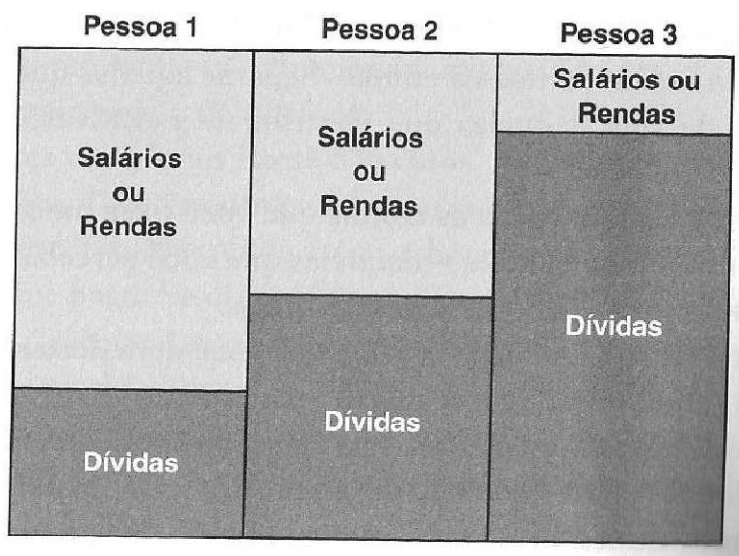 Pessoa 1
Pessoa 2
Pessoa 3
Salários
ou
Rendas
Dívidas
Salários
ou
Rendas
Dívidas
Salários ou
Rendas
Dívidas